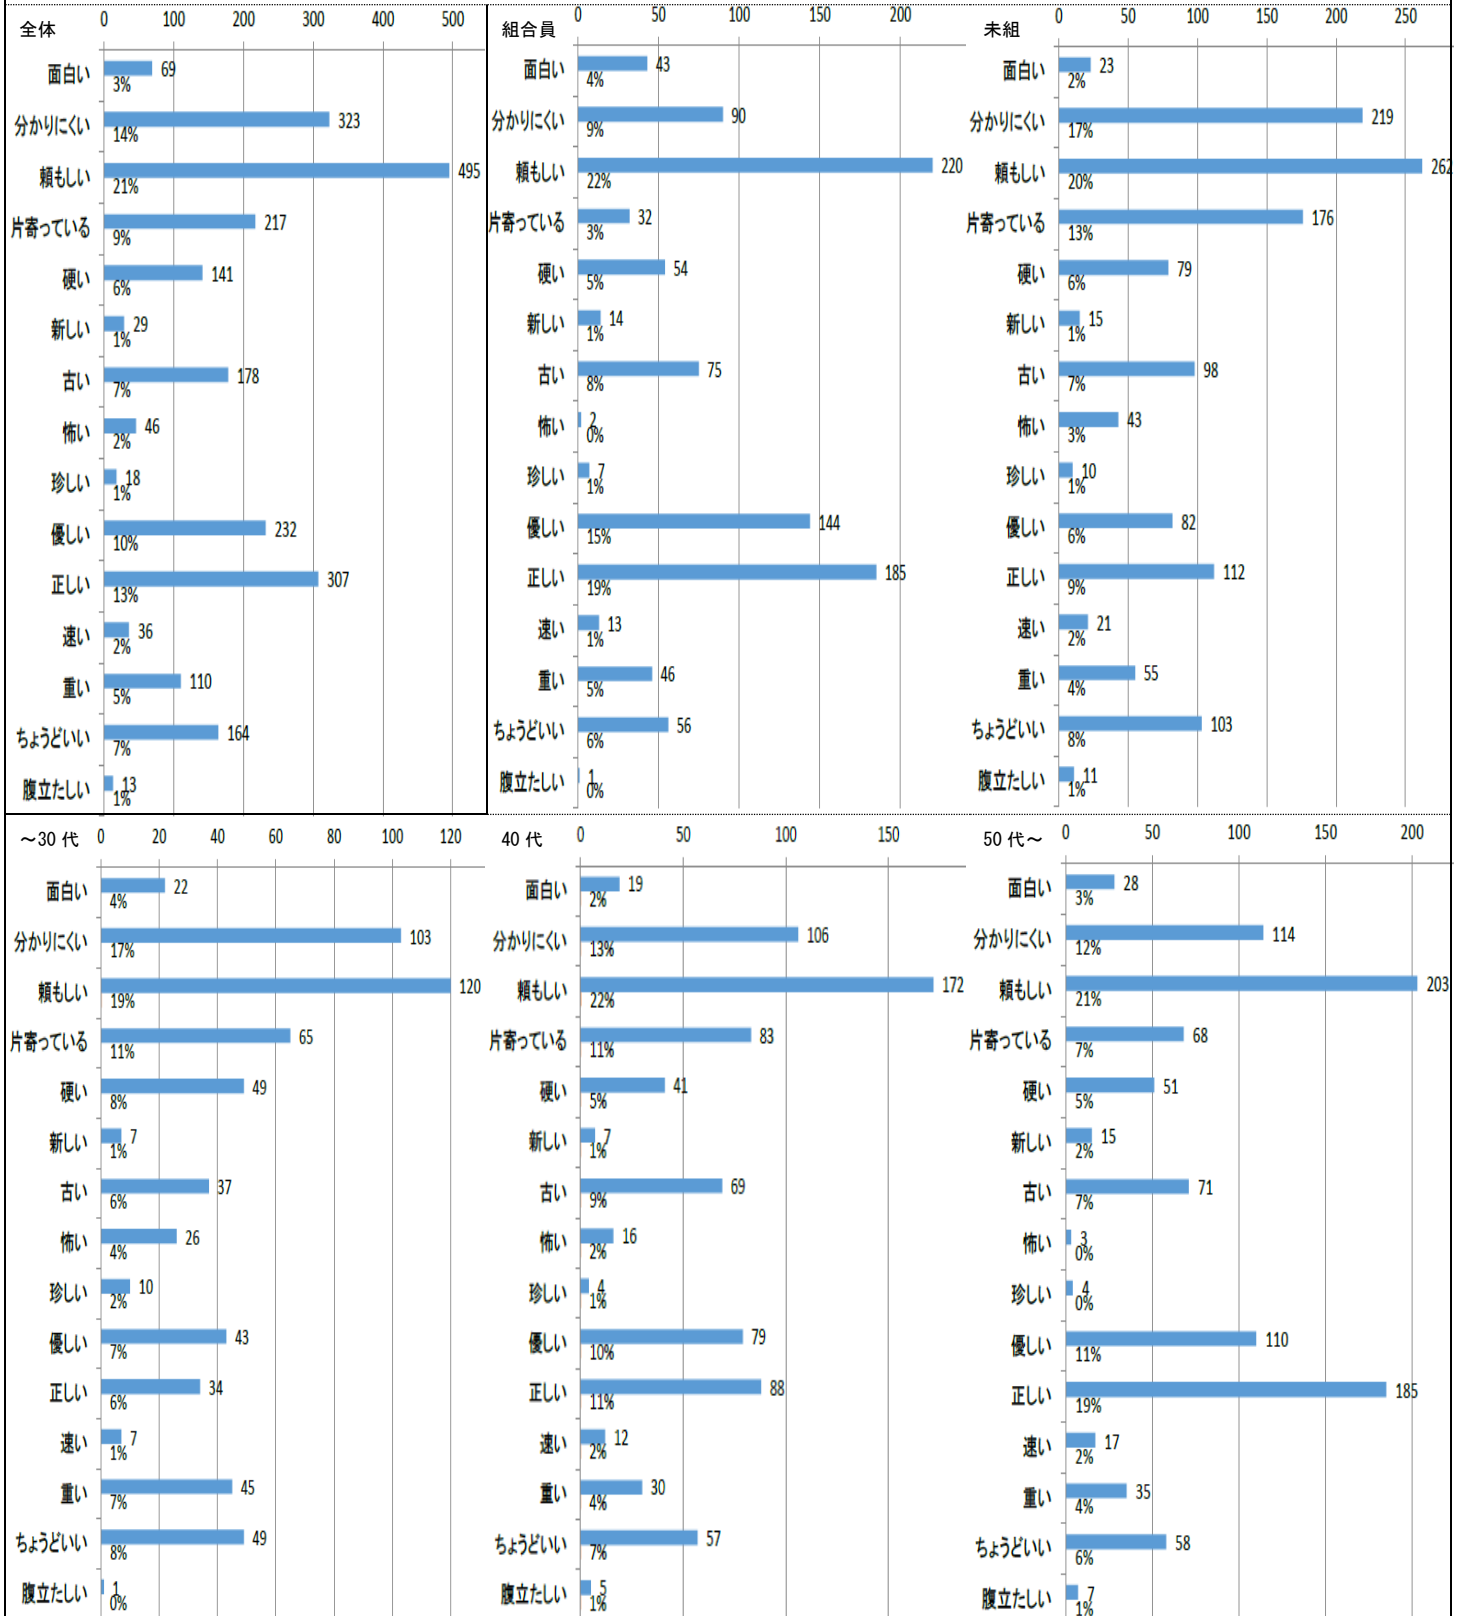 全体
0 100 200 300 400 500
面白い 69
3%
分かりにくい 323
14%
頼もしい 495
21%
片寄っている 217
9%
硬い 141
6%
新しい 29
1%
古い 178
7%
怖い 46
2%
珍しい 18
1%
優しい 232
10%
正しい 307
13%
速い 36
2%
重い 110
5%
ちょうどいい 164
7%
腹立たしい 13
1%
組合員
0 50 100 150 200
面白い 43
4%
分かりにくい 90
9%
頼もしい 220
22%
片寄っている 32
3%
硬い 54
5%
新しい 14
1%
古い 75
8%
怖い 2
0%
珍しい 7
1%
優しい 144
15%
正しい 185
19%
速い 13
1%
重い 46
5%
ちょうどいい 56
6%
腹立たしい 1
0%
未組
0 50 100 150 200 250
面白い 23
2%
分かりにくい 219
17%
頼もしい 262
20%
片寄っている 176
13%
硬い 79
6%
新しい 15
1%
古い 98
7%
怖い 43
3%
珍しい 10
1%
優しい 82
6%
正しい 112
9%
速い 21
2%
重い 55
4%
ちょうどいい 103
8%
腹立たしい 11
1%
～30 代
0 20 40 60 80 100 120
面白い 22
4%
分かりにくい 103
17%
頼もしい 120
19%
片寄っている 65
11%
硬い 49
8%
新しい 7
1%
古い 37
6%
怖い 26
4%
珍しい 10
2%
優しい 43
7%
正しい 34
6%
速い 7
1%
重い 45
7%
ちょうどいい 49
8%
腹立たしい 1
0%
40 代
0 50 100 150
面白い 19
2%
分かりにくい 106
13%
頼もしい 172
22%
片寄っている 83
11%
硬い 41
5%
新しい 7
1%
古い 69
9%
怖い 16
2%
珍しい 4
1%
優しい 79
10%
正しい 88
11%
速い 12
2%
重い 30
4%
ちょうどいい 57
7%
腹立たしい 5
1%
50 代～
0 50 100 150 200
面白い 28
3%
分かりにくい 114
12%
頼もしい 203
21%
片寄っている 68
7%
硬い 51
5%
新しい 15
2%
古い 71
7%
怖い 3
0%
珍しい 4
0%
優しい 110
11%
正しい 185
19%
速い 17
2%
重い 35
4%
ちょうどいい 58
6%
腹立たしい 7
1%